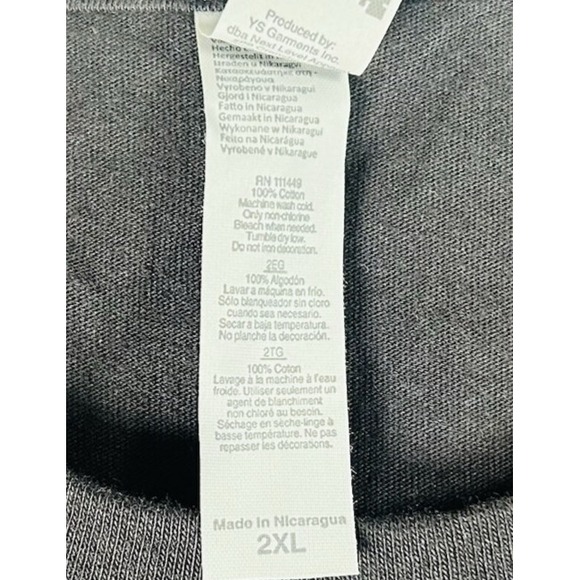 Produced by:
YS Garments Inc.
dba Next Level
Hecho
Hergestellt in
Izrađen u Nikaragvi
Κατασκευάστηκε στη
Νικαράγουα
Vyrobeno v Nikaragui
Gjord i Nicaragua
Fatto in Nicaragua
Gemaakt in Nicaragua
Wykonane w Nikaragui
Feito na Nicarágua
Vyrobené v Nikarague
RN 111449
100% Cotton
Machine wash cold.
Only non-chlorine
Bleach when needed.
Tumble dry low.
Do not iron decoration.
2EG
100% Algodón
Lavar a máquina en frío.
Sólo blanqueador sin cloro
cuando sea necesario.
Secar a baja temperatura.
No planche la decoración.
2TG
100% Coton
Lavage à la machine à l'eau
froide. Utiliser seulement un
agent de blanchiment
non chloré au besoin.
Séchage en sèche-linge à
basse température. Ne pas
repasser les décorations.
Made in Nicaragua
2XL